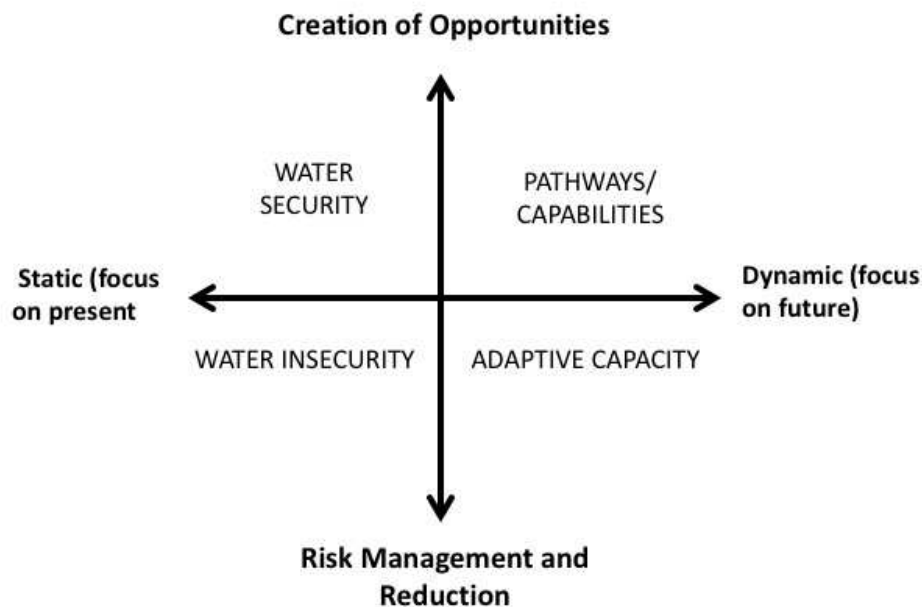 Creation of Opportunities
WATER
SECURITY
PATHWAYS/
CAPABILITIES
Static (focus
on present
Dynamic (focus
on future)
WATER INSECURITY
ADAPTIVE CAPACITY
Risk Management and
Reduction